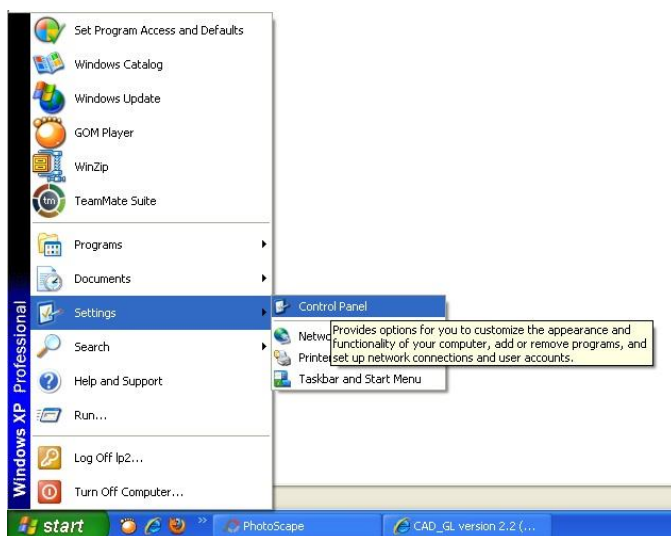 Set Program Access and Defaults
Windows Catalog
Windows Update
GOM Player
WinZip
TeamMate Suite
Programs
Documents
Settings
Search
Help and Support
Run...
Log Off lp2...
Turn Off Computer...
Windows XP Professional
Control Panel
Netwo
Printe
Taskbar and Start Menu
Provides options for you to customize the appearance and
functionality of your computer, add or remove programs, and
set up network connections and user accounts.
start
PhotoScape
CAD_GL version 2.2 (...